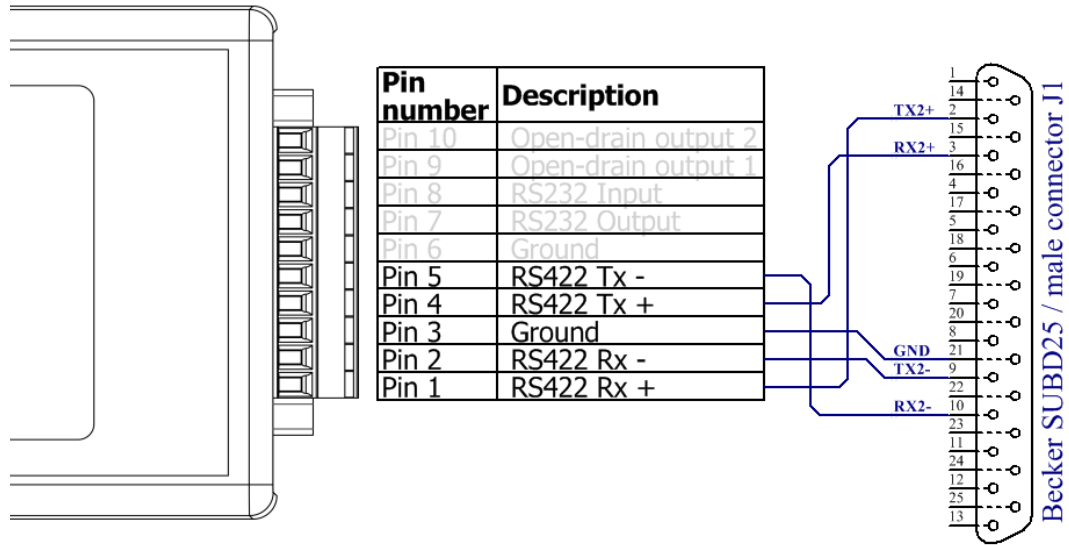 Pin number Description
Pin 10 Open-drain output 2
Pin 9 Open-drain output 1
Pin 8 RS232 Input
Pin 7 RS232 Output
Pin 6 Ground
Pin 5 RS422 Tx -
Pin 4 RS422 Tx +
Pin 3 Ground
Pin 2 RS422 Rx -
Pin 1 RS422 Rx +
1
14
TX2+ 2
15
RX2+ 3
16
4
17
5
18
6
19
7
20
8
GND 21
TX2- 9
22
RX2- 10
23
11
24
12
25
13
Becker SUBD25 / male connector J1